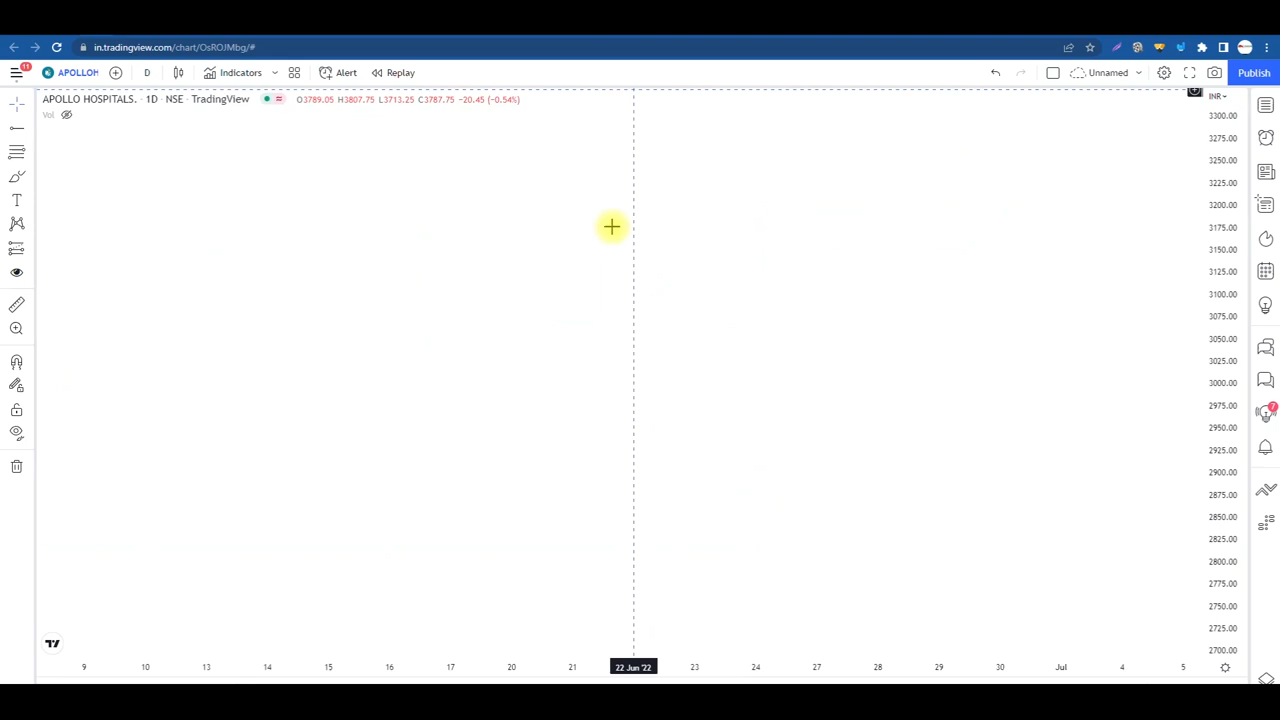 in.tradingview.com/chart/OsROJMbg/#
11
APOLLOH
D
Indicators
Alert
Replay
Unnamed
Publish
APOLLO HOSPITALS. · 1D · NSE · TradingView
O3789.05 H3807.75 L3713.25 C3787.75 −20.45 (−0.54%)
INR
Vol
3300.00
3275.00
3250.00
3225.00
3200.00
3175.00
3150.00
3125.00
3100.00
3075.00
3050.00
3025.00
3000.00
2975.00
2950.00
2925.00
2900.00
2875.00
2850.00
2825.00
2800.00
2775.00
2750.00
2725.00
2700.00
7
9 10 13 14 15 16 17 20 21 22 Jun '22 23 24 27 28 29 30 Jul 4 5